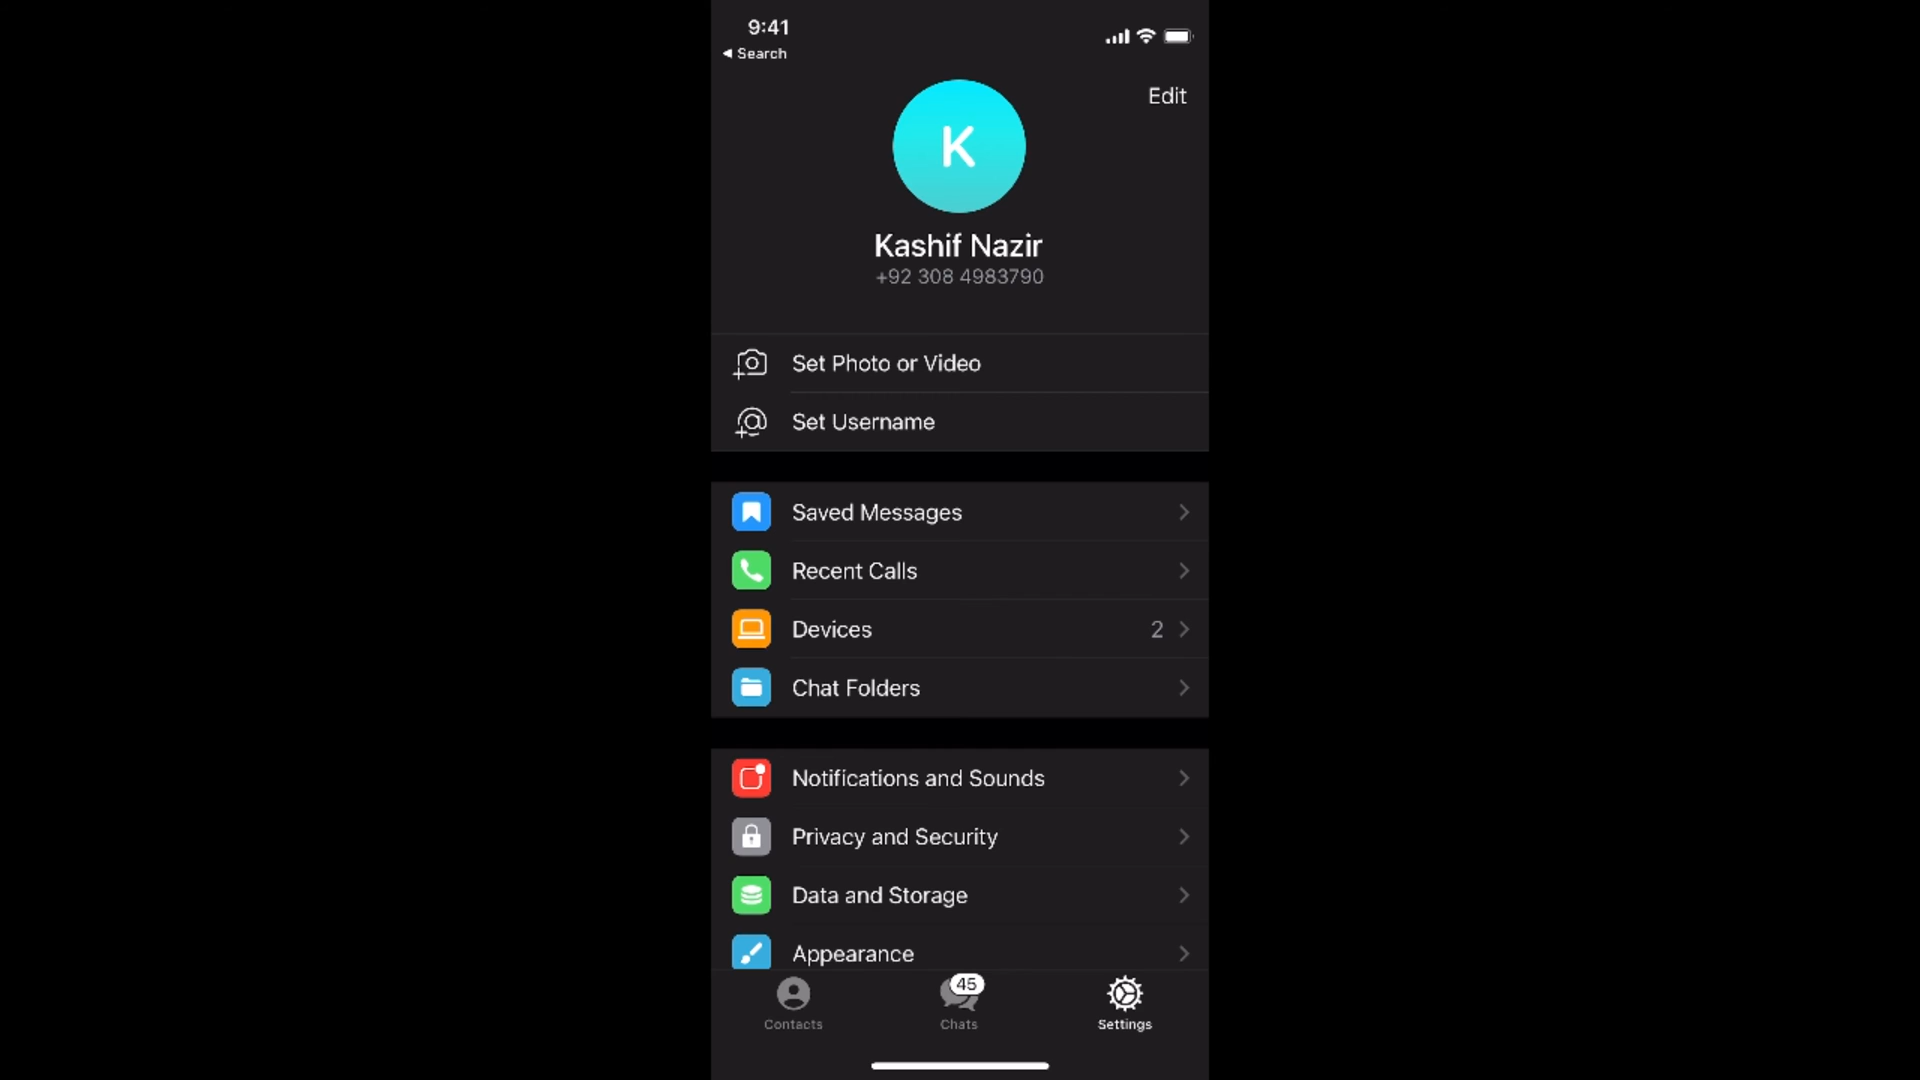 9:41
◀ Search
Edit
K
Kashif Nazir
+92 308 4983790
Set Photo or Video
Set Username
Saved Messages
Recent Calls
Devices 2
Chat Folders
Notifications and Sounds
Privacy and Security
Data and Storage
Appearance
45
Contacts Chats Settings